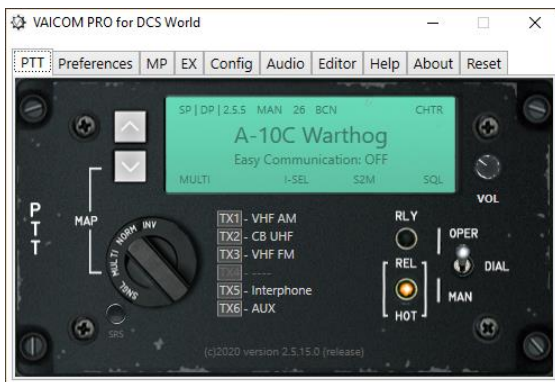 VAICOM PRO for DCS World
PTT Preferences MP EX Config Audio Editor Help About Reset
SP | DP | 2.5.5 MAN 26 BCN CHTR
A-10C Warthog
Easy Communication: OFF
MULTI I-SEL S2M SQL
VOL
PTT
MAP
SNGL MULTI NORM INV
SRS
TX1 - VHF AM
TX2 - CB UHF
TX3 - VHF FM
TX4 - ----
TX5 - Interphone
TX6 - AUX
RLY
REL
HOT
OPER
DIAL
MAN
(c)2020 version 2.5.15.0 (release)